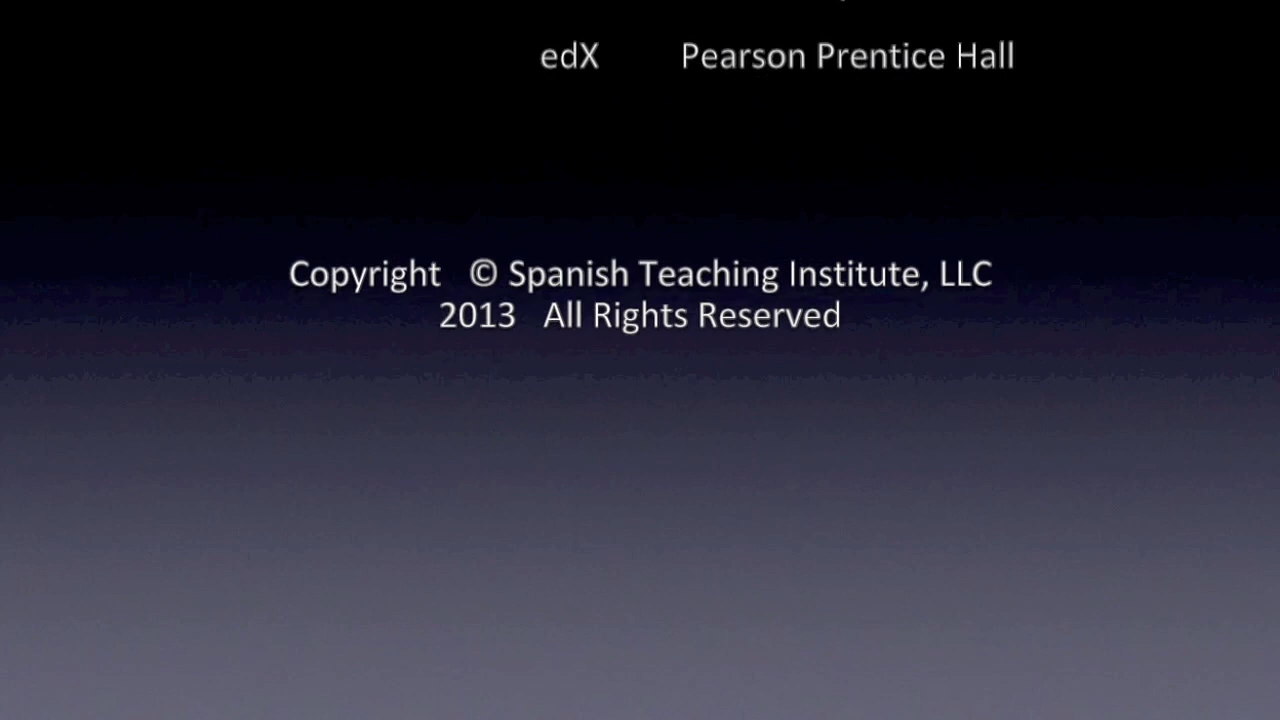 edX Pearson Prentice Hall
Copyright © Spanish Teaching Institute, LLC
2013 All Rights Reserved